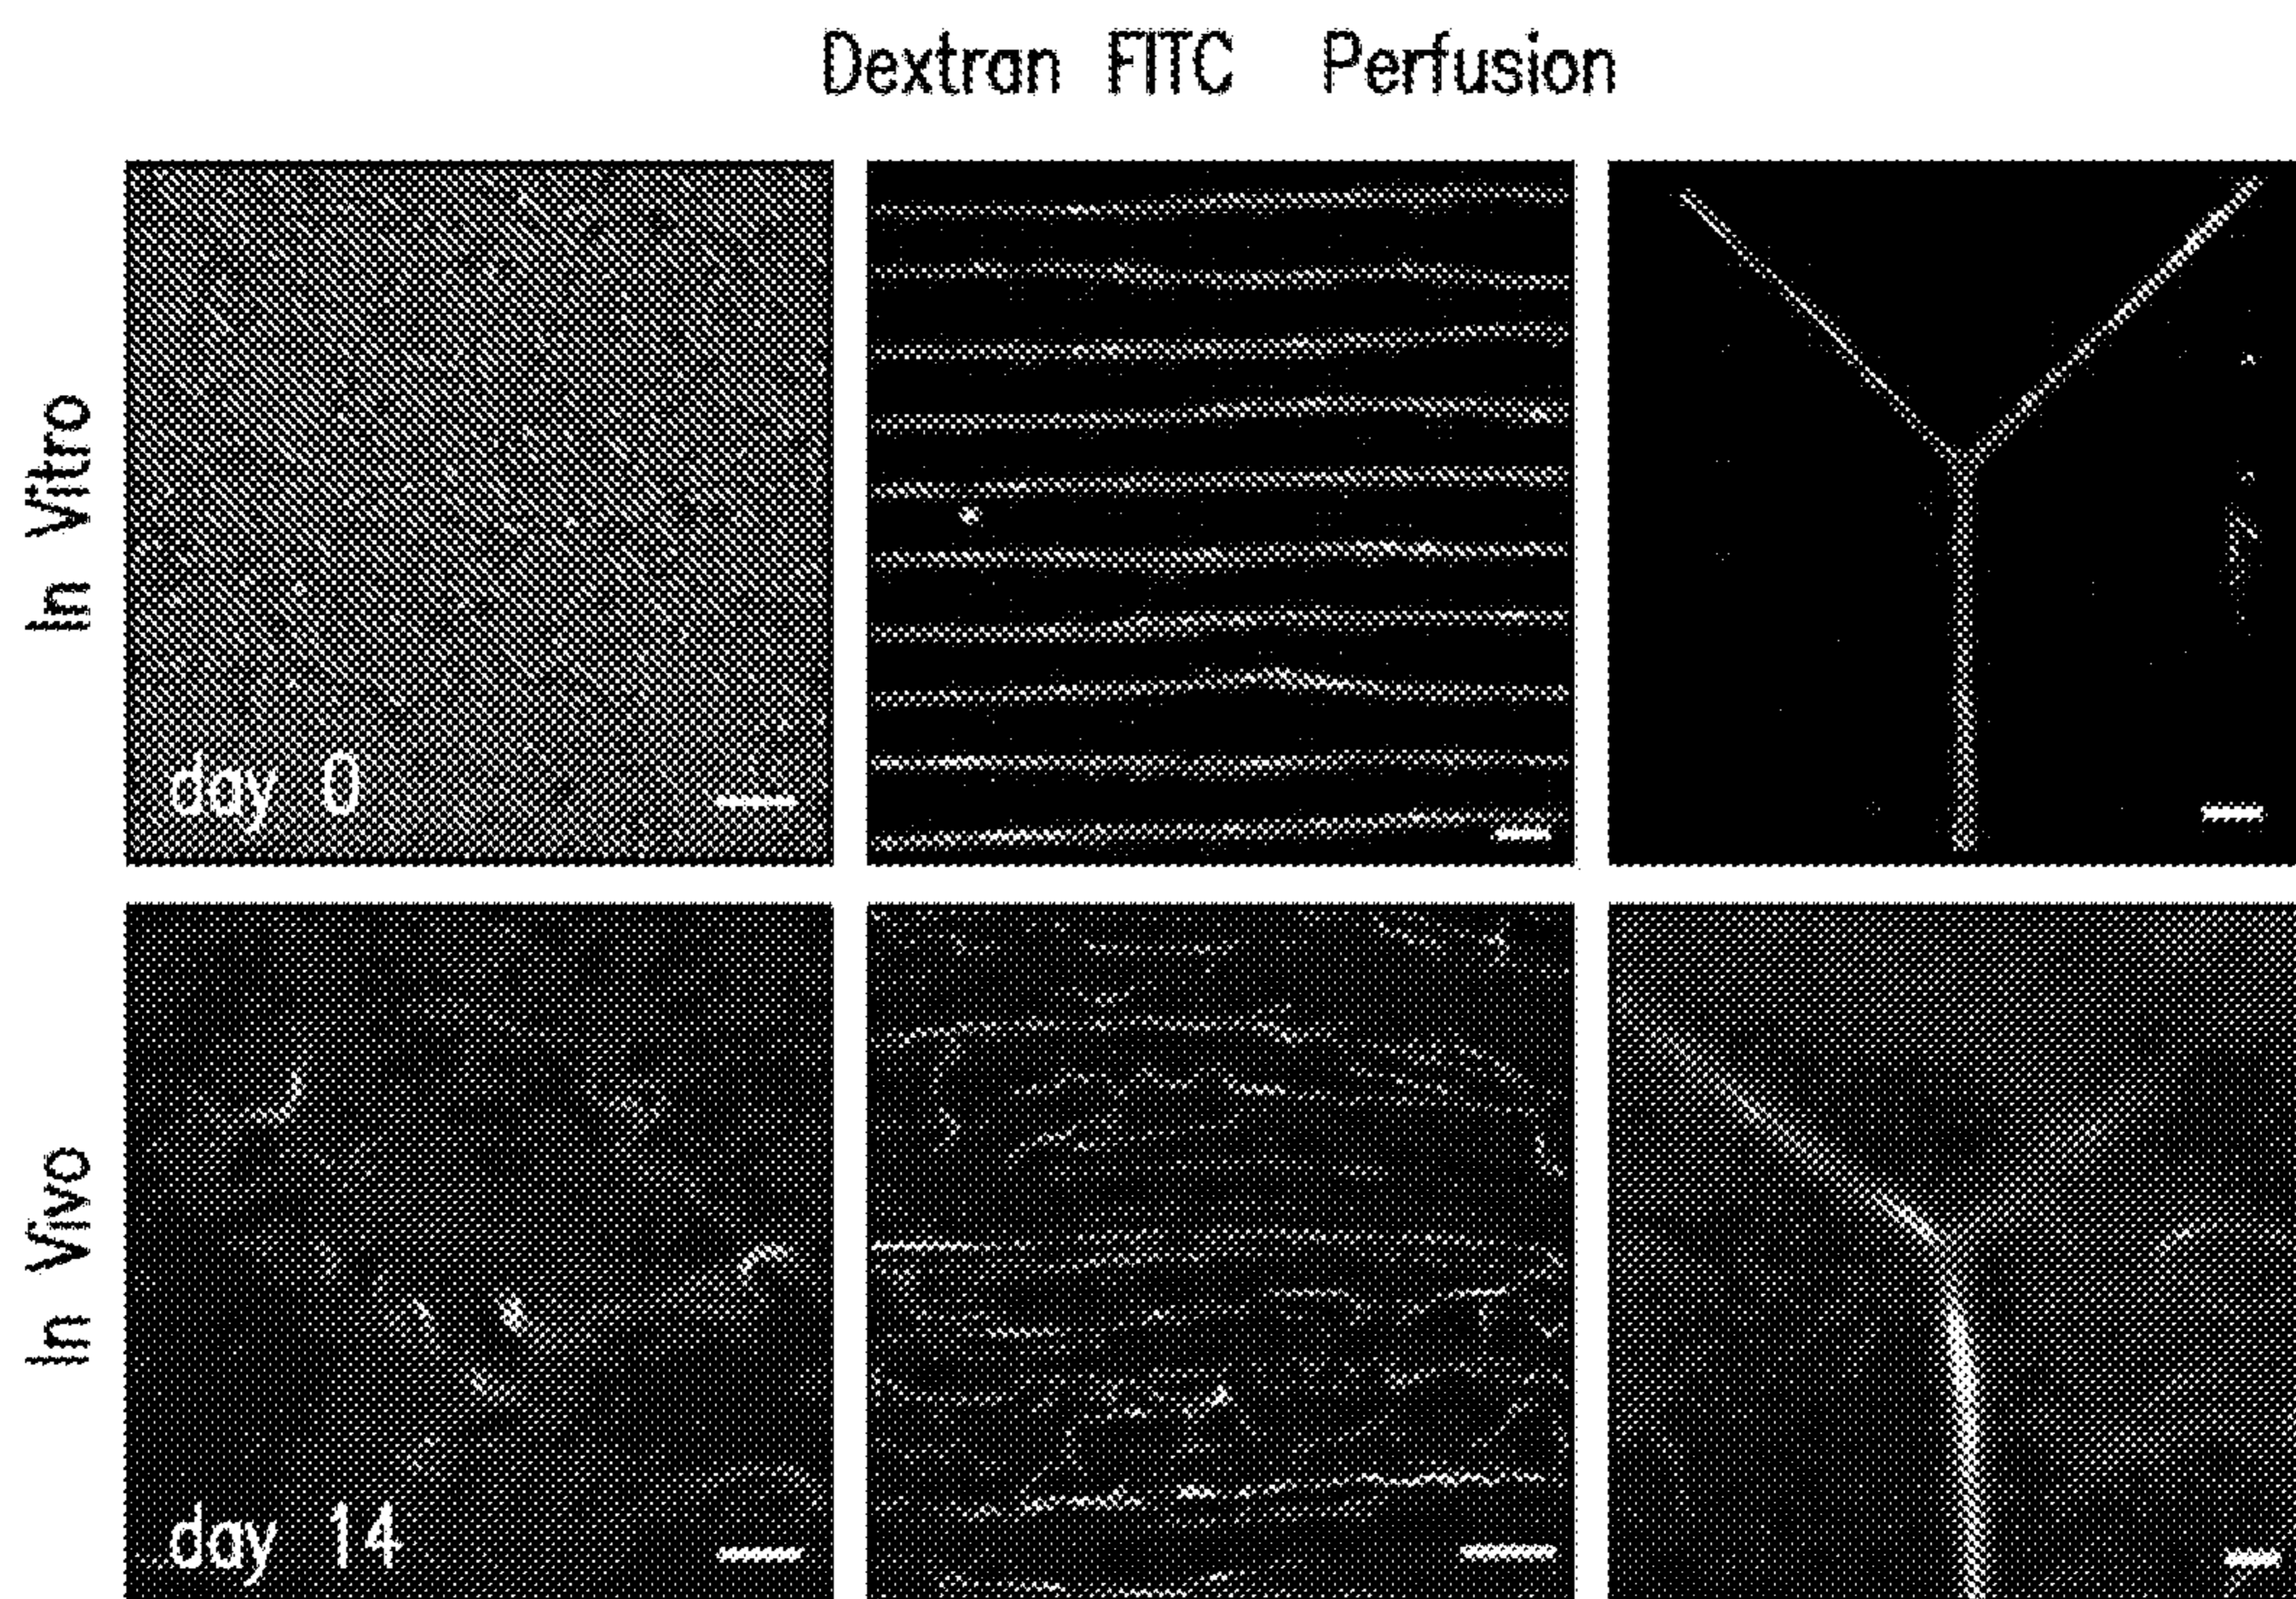 Dextran FITC Perfusion
In Vitro
day 0
In Vivo
day 14